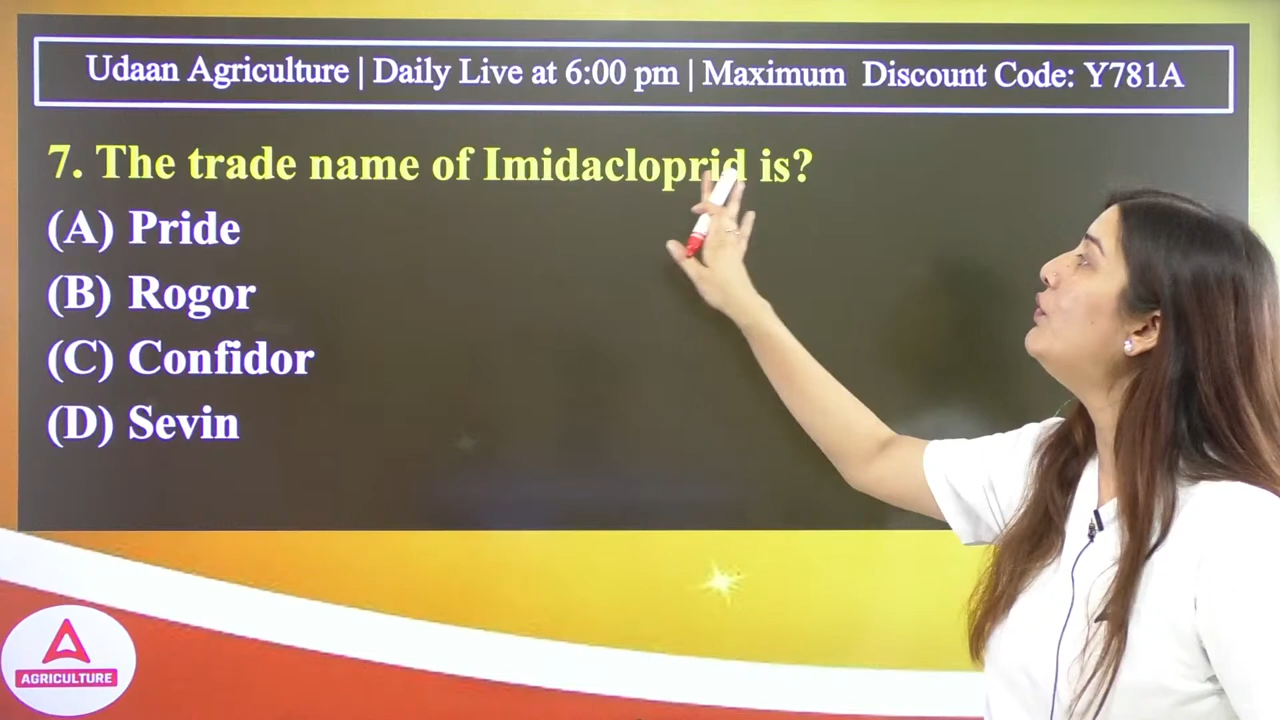 Udaan Agriculture | Daily Live at 6:00 pm | Maximum Discount Code: Y781A
7. The trade name of Imidacloprid is?
(A) Pride
(B) Rogor
(C) Confidor
(D) Sevin
AGRICULTURE